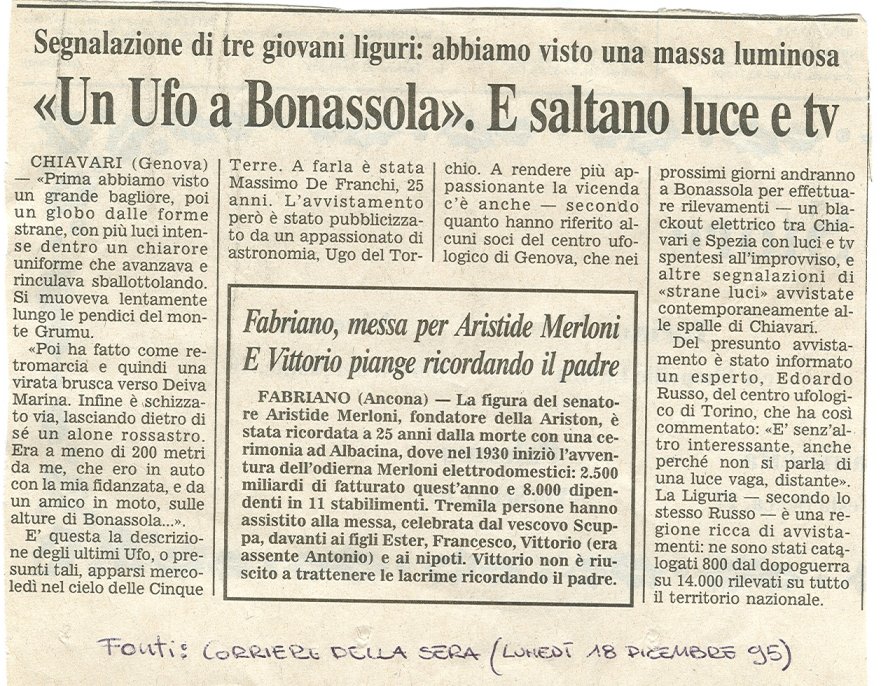 Segnalazione di tre giovani liguri: abbiamo visto una massa luminosa
«Un Ufo a Bonassola». E saltano luce e tv
CHIAVARI (Genova)
— «Prima abbiamo visto
un grande bagliore, poi
un globo dalle forme
strane, con più luci inten-
se dentro un chiarore
uniforme che avanzava e
rinculava sballottolando.
Si muoveva lentamente
lungo le pendici del mon-
te Grumu.
«Poi ha fatto come re-
tromarcia e quindi una
virata brusca verso Deiva
Marina. Infine è schizza-
to via, lasciando dietro di
sé un alone rossastro.
Era a meno di 200 metri
da me, che ero in auto
con la mia fidanzata, e da
un amico in moto, sulle
alture di Bonassola...».
E' questa la descrizione
degli ultimi Ufo, o pre-
sunti tali, apparsi merco-
ledì nel cielo delle Cinque
Terre. A farla è stata
Massimo De Franchi, 25
anni. L'avvistamento
però è stato pubblicizza-
to da un appassionato di
astronomia, Ugo del Tor-
chio. A rendere più ap-
passionante la vicenda
c'è anche — secondo
quanto hanno riferito al-
cuni soci del centro ufo-
logico di Genova, che nei
prossimi giorni andranno
a Bonassola per effettua-
re rilevamenti — un bla-
ckout elettrico tra Chia-
vari e Spezia con luci e tv
spentesi all'improvviso, e
altre segnalazioni di
«strane luci» avvistate
contemporaneamente al-
le spalle di Chiavari.
Del presunto avvista-
mento è stato informato
un esperto, Edoardo
Russo, del centro ufologi-
co di Torino, che ha così
commentato: «E' senz'al-
tro interessante, anche
perché non si parla di
una luce vaga, distante».
La Liguria — secondo lo
stesso Russo — è una re-
gione ricca di avvista-
menti: ne sono stati cata-
logati 800 dal dopoguerra
su 14.000 rilevati su tutto
il territorio nazionale.
Fabriano, messa per Aristide Merloni
E Vittorio piange ricordando il padre
FABRIANO (Ancona) — La figura del senato-
re Aristide Merloni, fondatore della Ariston, è
stata ricordata a 25 anni dalla morte con una ce-
rimonia ad Albacina, dove nel 1930 iniziò l'avven-
tura dell'odierna Merloni elettrodomestici: 2.500
miliardi di fatturato quest'anno e 8.000 dipen-
denti in 11 stabilimenti. Tremila persone hanno
assistito alla messa, celebrata dal vescovo Scup-
pa, davanti ai figli Ester, Francesco, Vittorio (era
assente Antonio) e ai nipoti. Vittorio non è riu-
scito a trattenere le lacrime ricordando il padre.
Fonti: CORRIERE DELLA SERA (LUNEDÌ 18 DICEMBRE 95)